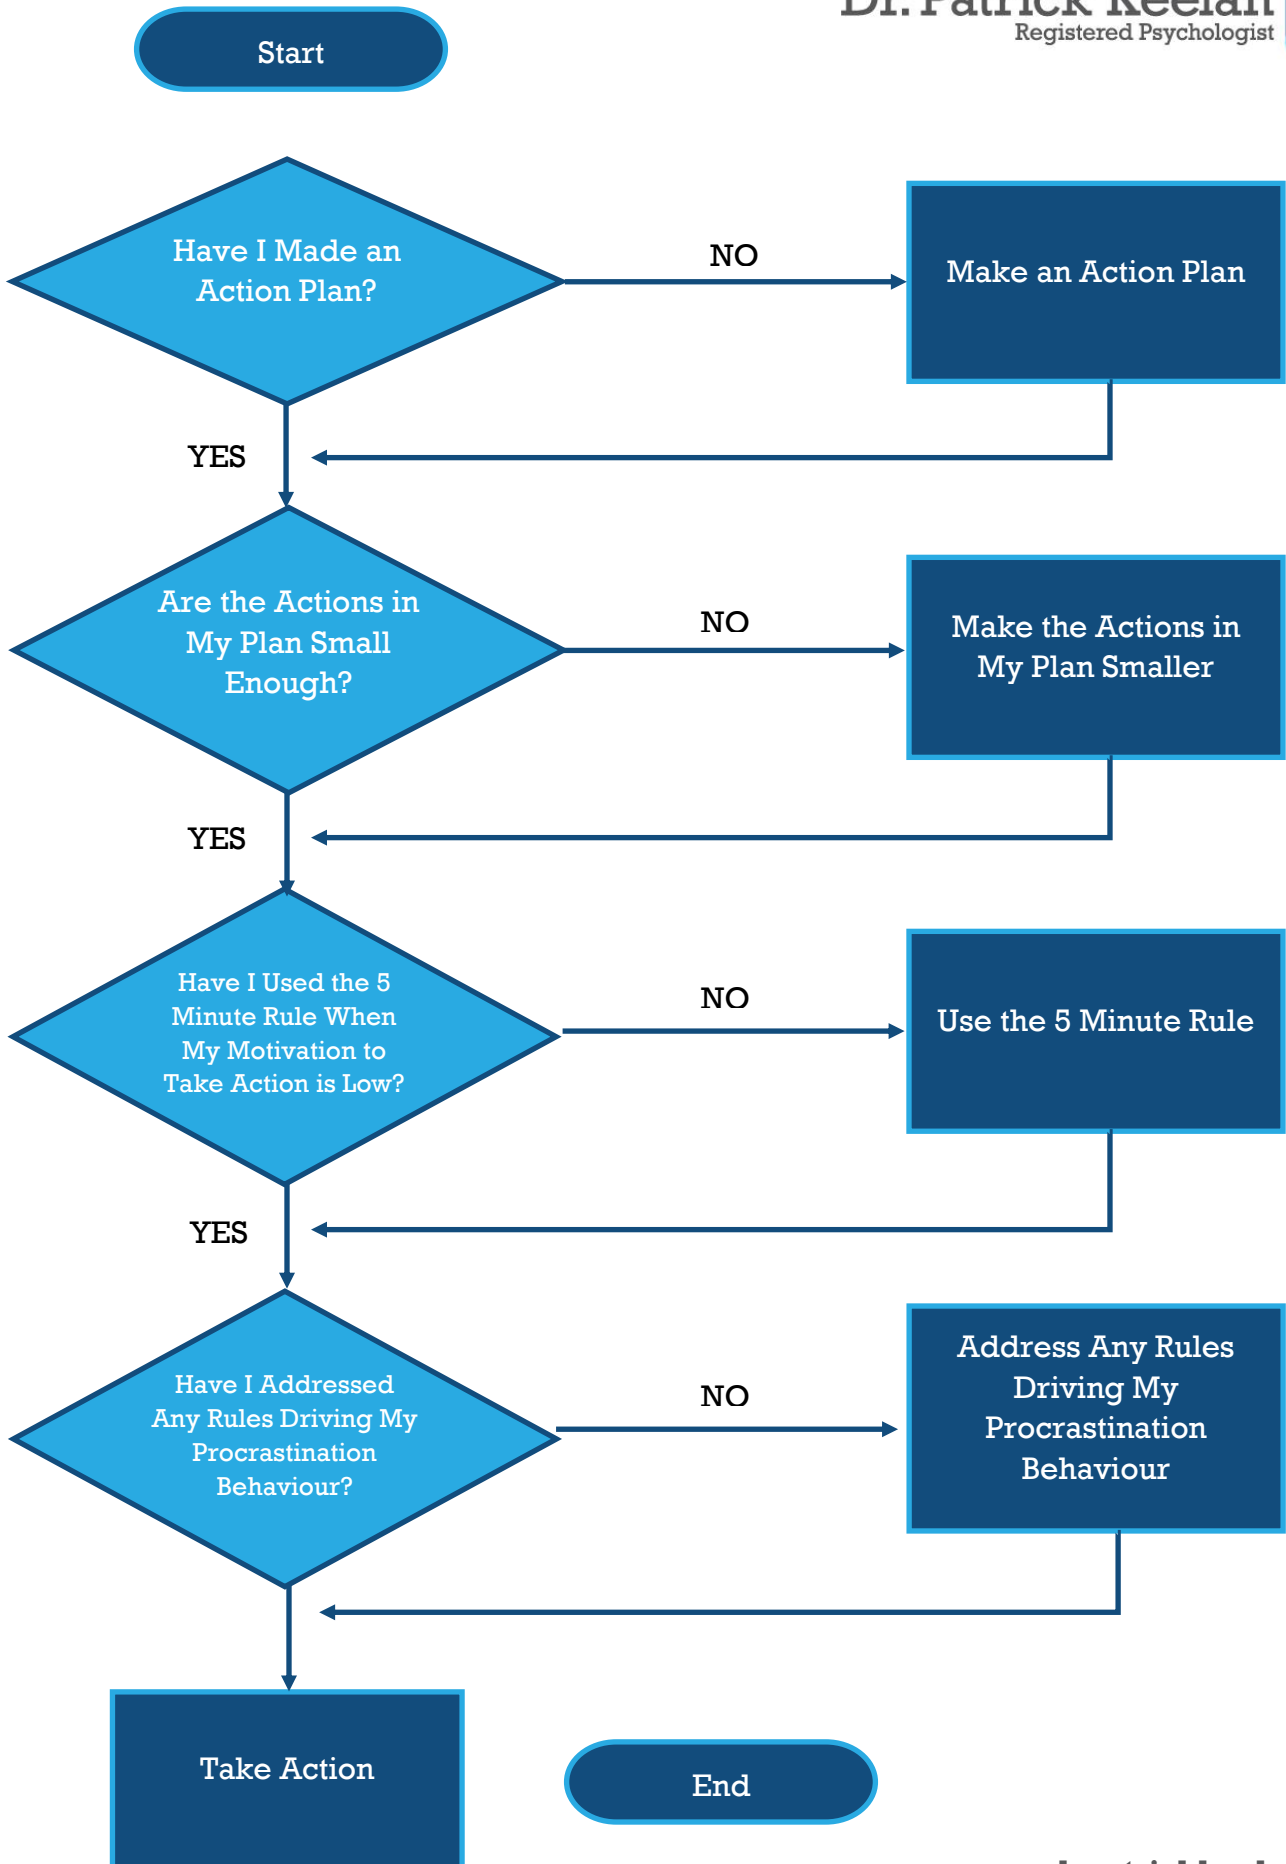 Dr. Patrick Keelan
Registered Psychologist
Start
Have I Made an
Action Plan?
NO
Make an Action Plan
YES
Are the Actions in
My Plan Small
Enough?
NO
Make the Actions in
My Plan Smaller
YES
Have I Used the 5
Minute Rule When
My Motivation to
Take Action is Low?
NO
Use the 5 Minute Rule
YES
Have I Addressed
Any Rules Driving My
Procrastination
Behaviour?
NO
Address Any Rules
Driving My
Procrastination
Behaviour
Take Action
End